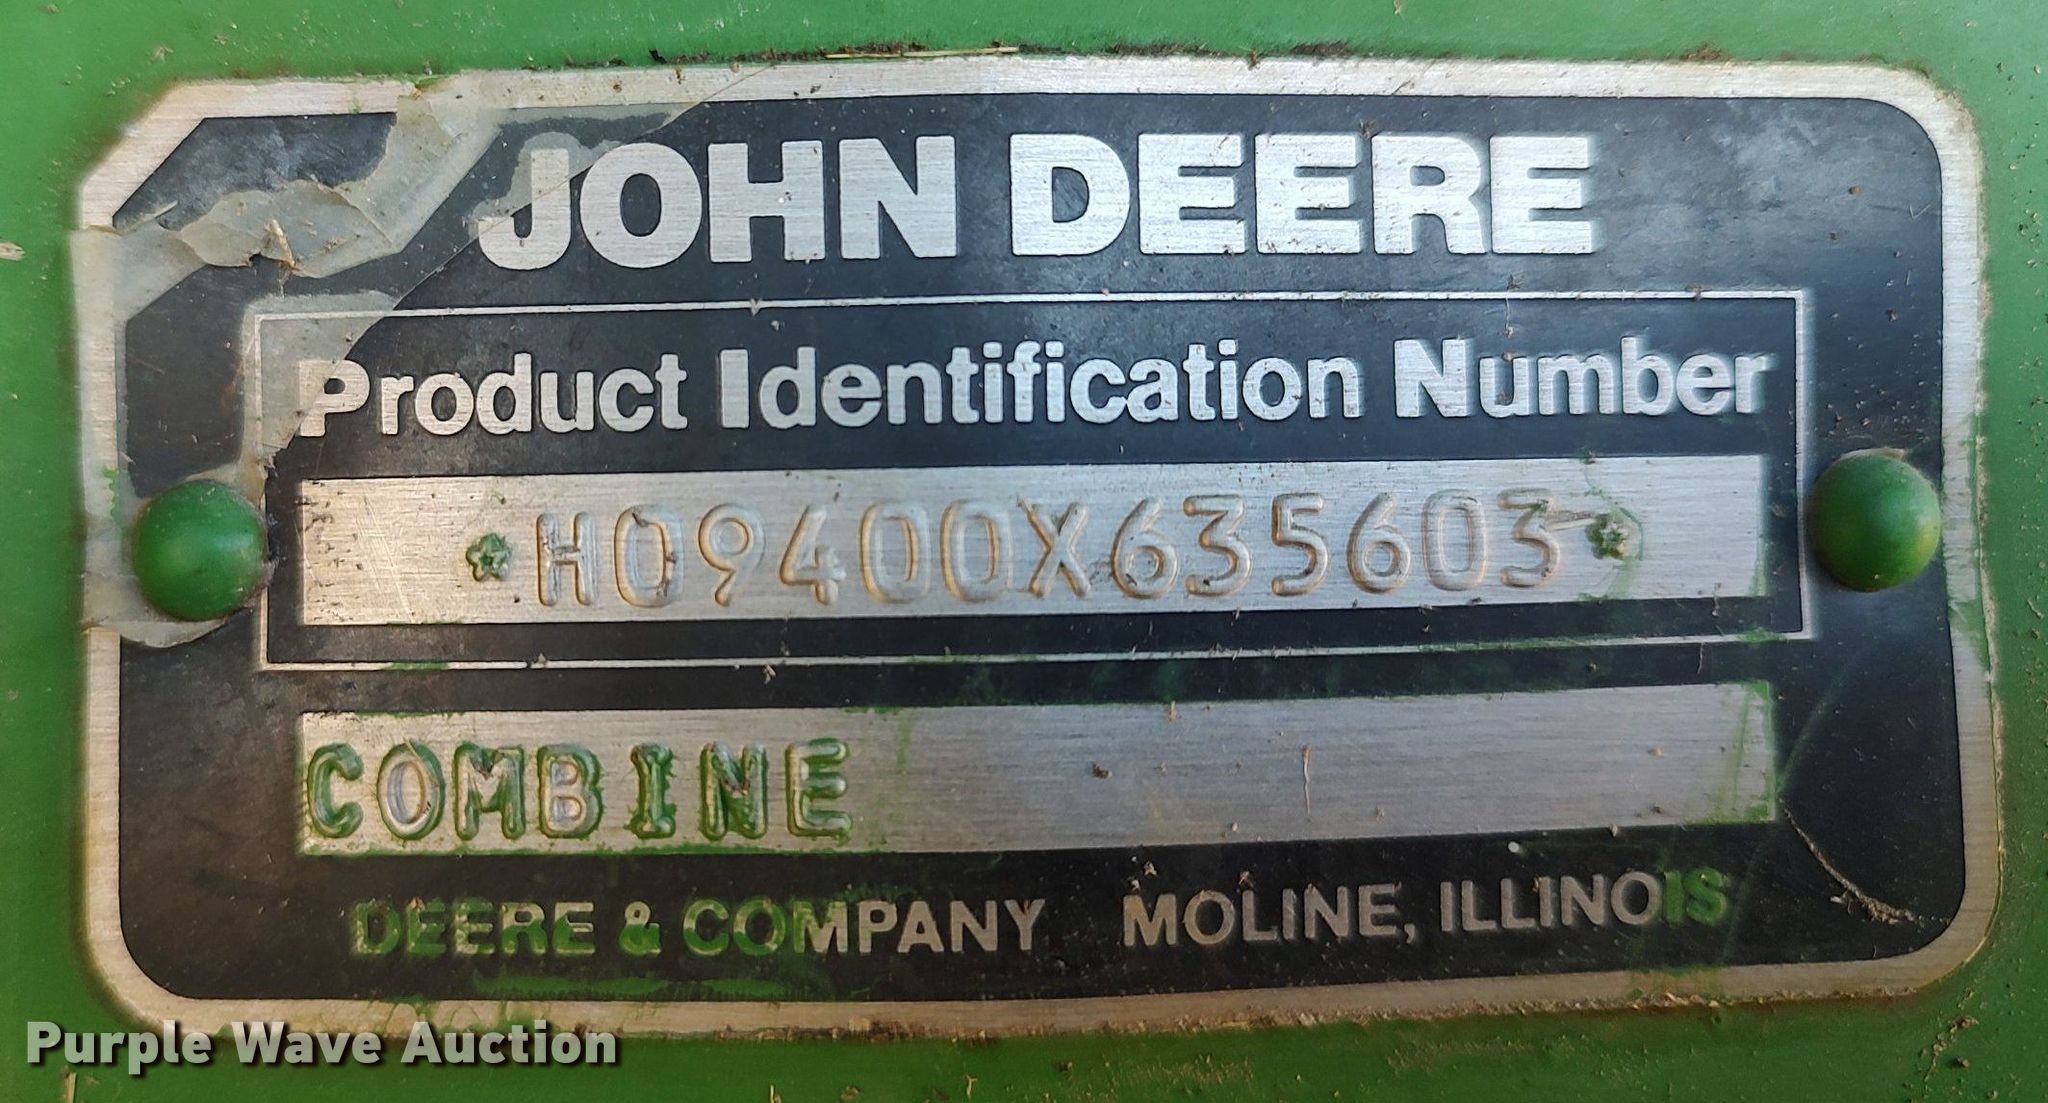 JOHN DEERE
Product Identification Number
*H09400X635603*
COMBINE
DEERE & COMPANY MOLINE, ILLINOIS
Purple Wave Auction